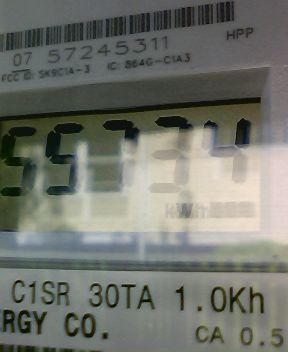 07 57245311
HPP
FCC ID: SK9C1A-3 IC: 864G-C1A3
55734
kWh
C1SR 30TA 1.0Kh
RGY CO.
CA 0.5